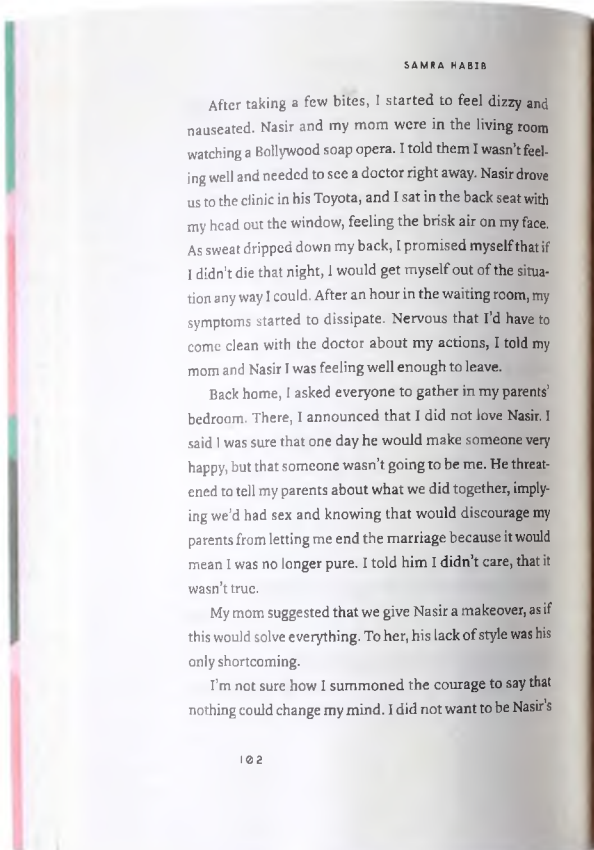 SAMRA HABIB
After taking a few bites, I started to feel dizzy and
nauseated. Nasir and my mom were in the living room
watching a Bollywood soap opera. I told them I wasn't feel-
ing well and needed to see a doctor right away. Nasir drove
us to the clinic in his Toyota, and I sat in the back seat with
my head out the window, feeling the brisk air on my face.
As sweat dripped down my back, I promised myself that if
I didn't die that night, I would get myself out of the situa-
tion any way I could. After an hour in the waiting room, my
symptoms started to dissipate. Nervous that I'd have to
come clean with the doctor about my actions, I told my
mom and Nasir I was feeling well enough to leave.
Back home, I asked everyone to gather in my parents'
bedroom. There, I announced that I did not love Nasir. I
said I was sure that one day he would make someone very
happy, but that someone wasn't going to be me. He threat-
ened to tell my parents about what we did together, imply-
ing we'd had sex and knowing that would discourage my
parents from letting me end the marriage because it would
mean I was no longer pure. I told him I didn't care, that it
wasn't true.
My mom suggested that we give Nasir a makeover, as if
this would solve everything. To her, his lack of style was his
only shortcoming.
I'm not sure how I summoned the courage to say that
nothing could change my mind. I did not want to be Nasir's
102